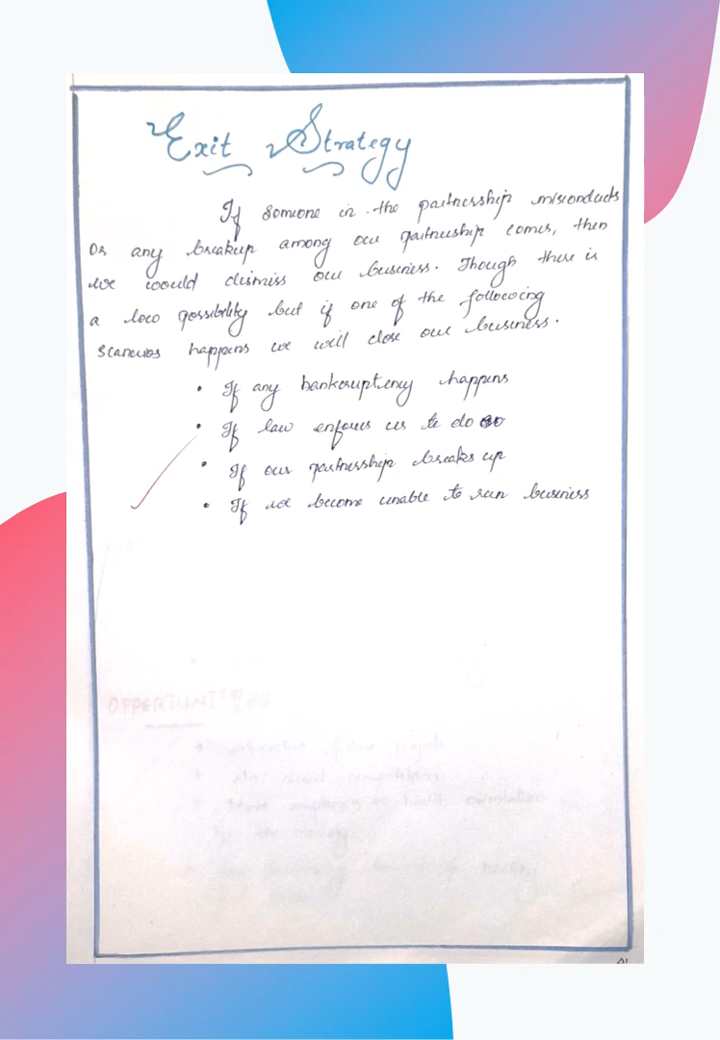 Exit Strategy
If someone in the partnership misconducts
Or any breakup among our partnership comes, then
we would dismiss our business. Though there is
a low possibility but if one of the following
scanerios happens we will close our business.
• If any bankcruptency happens
• If law enforces us to do so
• If our partnership breaks up
• If we become unable to run business
OPPORTUNITIES